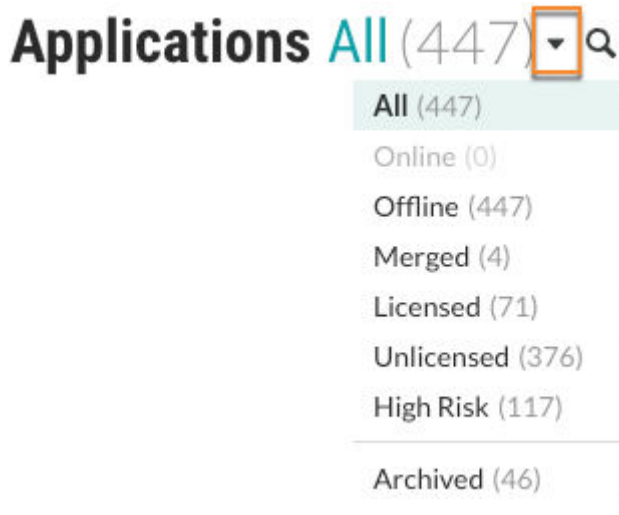 Applications All (447)
All (447)
Online (0)
Offline (447)
Merged (4)
Licensed (71)
Unlicensed (376)
High Risk (117)
Archived (46)